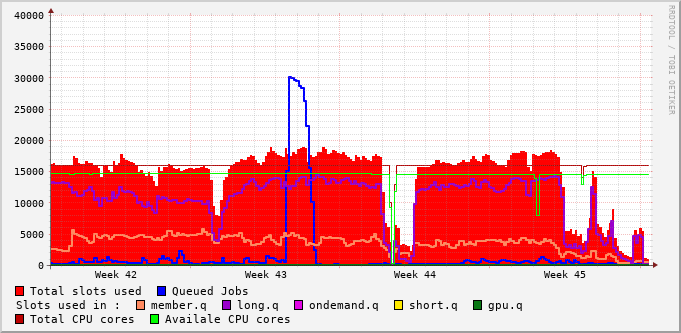 40000
35000
30000
25000
20000
15000
10000
5000
0
Week 42 Week 43 Week 44 Week 45
RRDTOOL / TOBI OETIKER
Total slots used Queued Jobs
Slots used in : member.q long.q ondemand.q short.q gpu.q
Total CPU cores Availale CPU cores